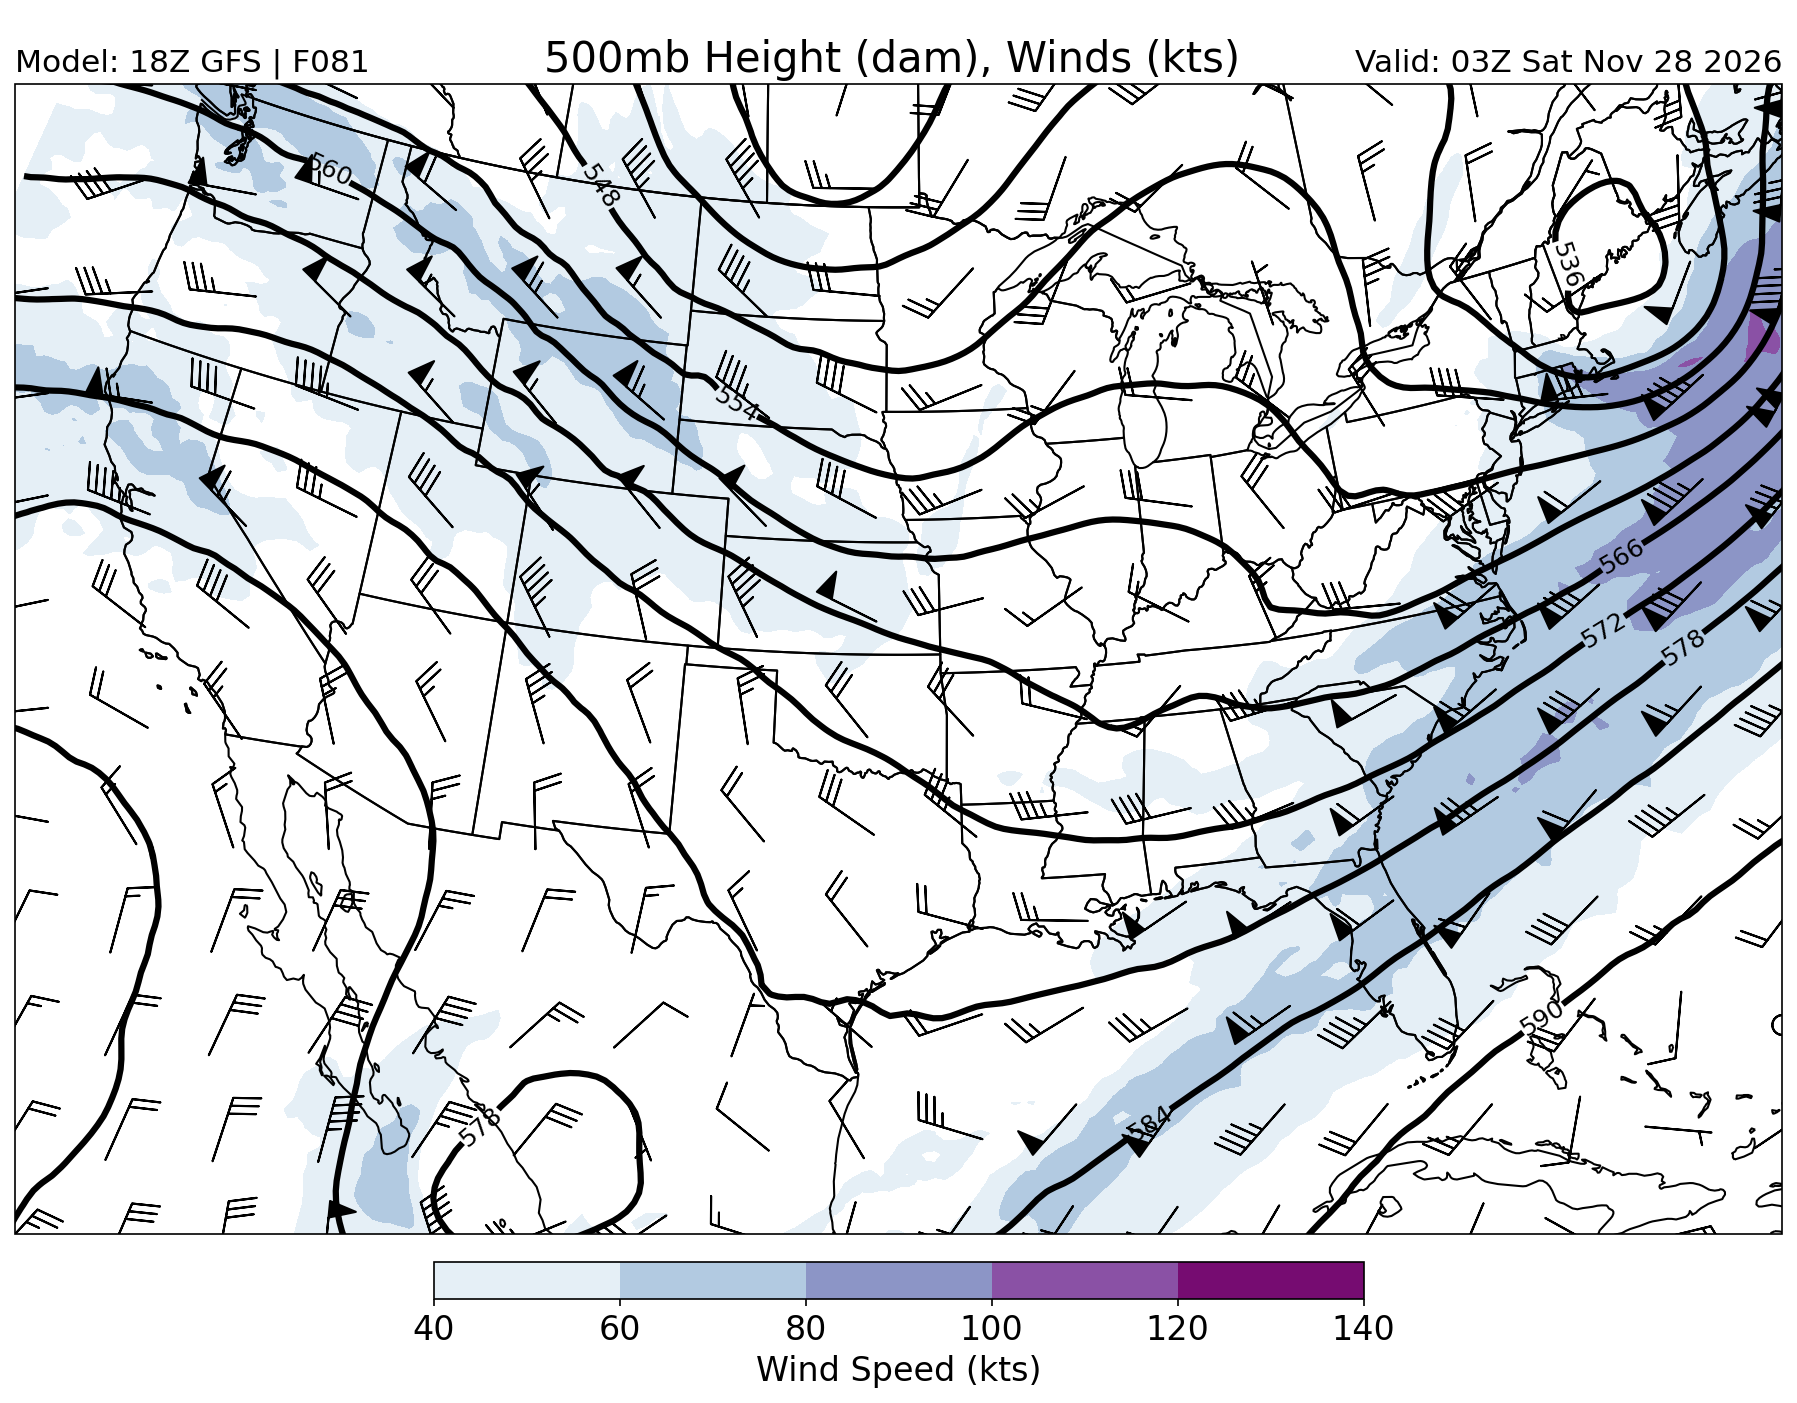 500mb Height (dam), Winds (kts)
Model: 18Z GFS | F081
Valid: 03Z Sat Nov 28 2026
560
548
536
554
566
572
578
590
584
578
40 60 80 100 120 140
Wind Speed (kts)